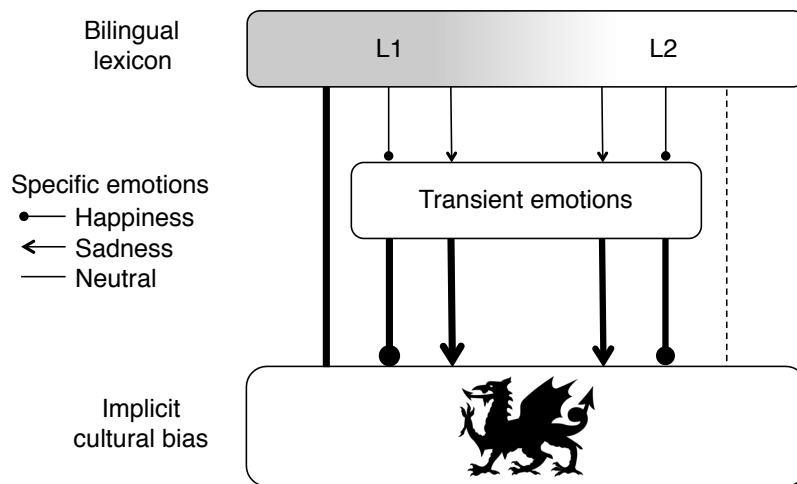 Bilingual
lexicon
L1
L2
Transient emotions
Specific emotions
Happiness
Sadness
Neutral
Implicit
cultural bias